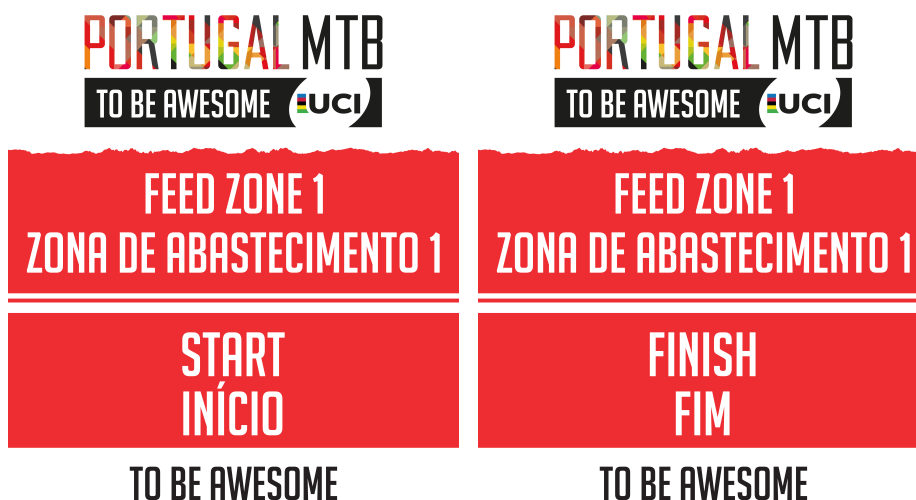 PORTUGAL MTB
TO BE AWESOME UCI
FEED ZONE 1
ZONA DE ABASTECIMENTO 1
START
INÍCIO
TO BE AWESOME
PORTUGAL MTB
TO BE AWESOME UCI
FEED ZONE 1
ZONA DE ABASTECIMENTO 1
FINISH
FIM
TO BE AWESOME